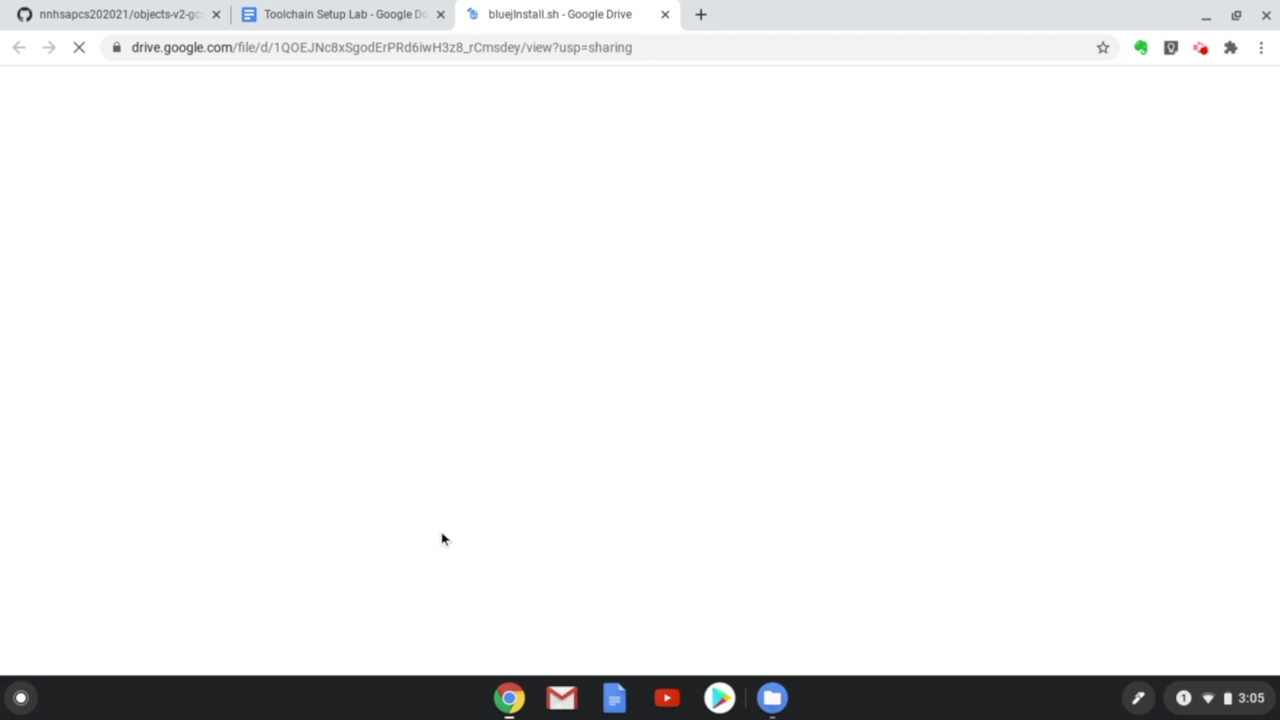 nnhsapcs202021/objects-v2-gc
Toolchain Setup Lab - Google Do
bluejInstall.sh - Google Drive
drive.google.com/file/d/1QOEJNc8xSgodErPRd6iwH3z8_rCmsdey/view?usp=sharing
1
3:05